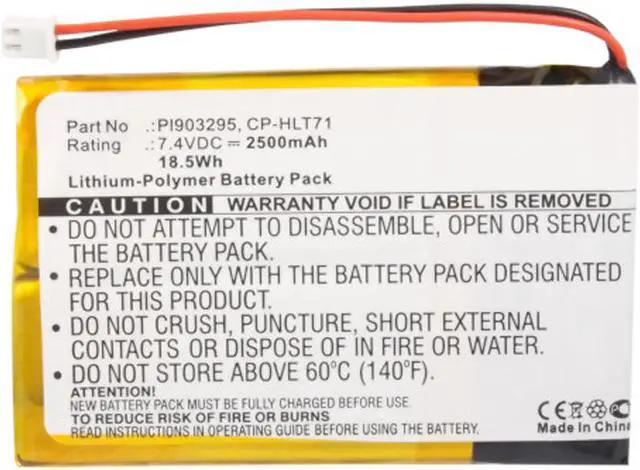 Part No .:PI903295, CP-HLT71
Rating .:7.4VDC ⎓ 2500mAh
18.5Wh
Lithium-Polymer Battery Pack
CAUTION WARRANTY VOID IF LABEL IS REMOVED
• DO NOT ATTEMPT TO DISASSEMBLE, OPEN OR SERVICE
THE BATTERY PACK.
• REPLACE ONLY WITH THE BATTERY PACK DESIGNATED
FOR THIS PRODUCT.
• DO NOT CRUSH, PUNCTURE, SHORT EXTERNAL
CONTACTS OR DISPOSE OF IN FIRE OR WATER.
• DO NOT STORE ABOVE 60°C (140°F).
ATTENTION!
NEW BATTERY PACK MUST BE FULLY CHARGED BEFORE USE
TO REDUCE RISK OF FIRE OR BURNS
READ INSTRUCTIONS IN OPERATING GUIDE BEFORE USING BATTERY
CE
Made In China